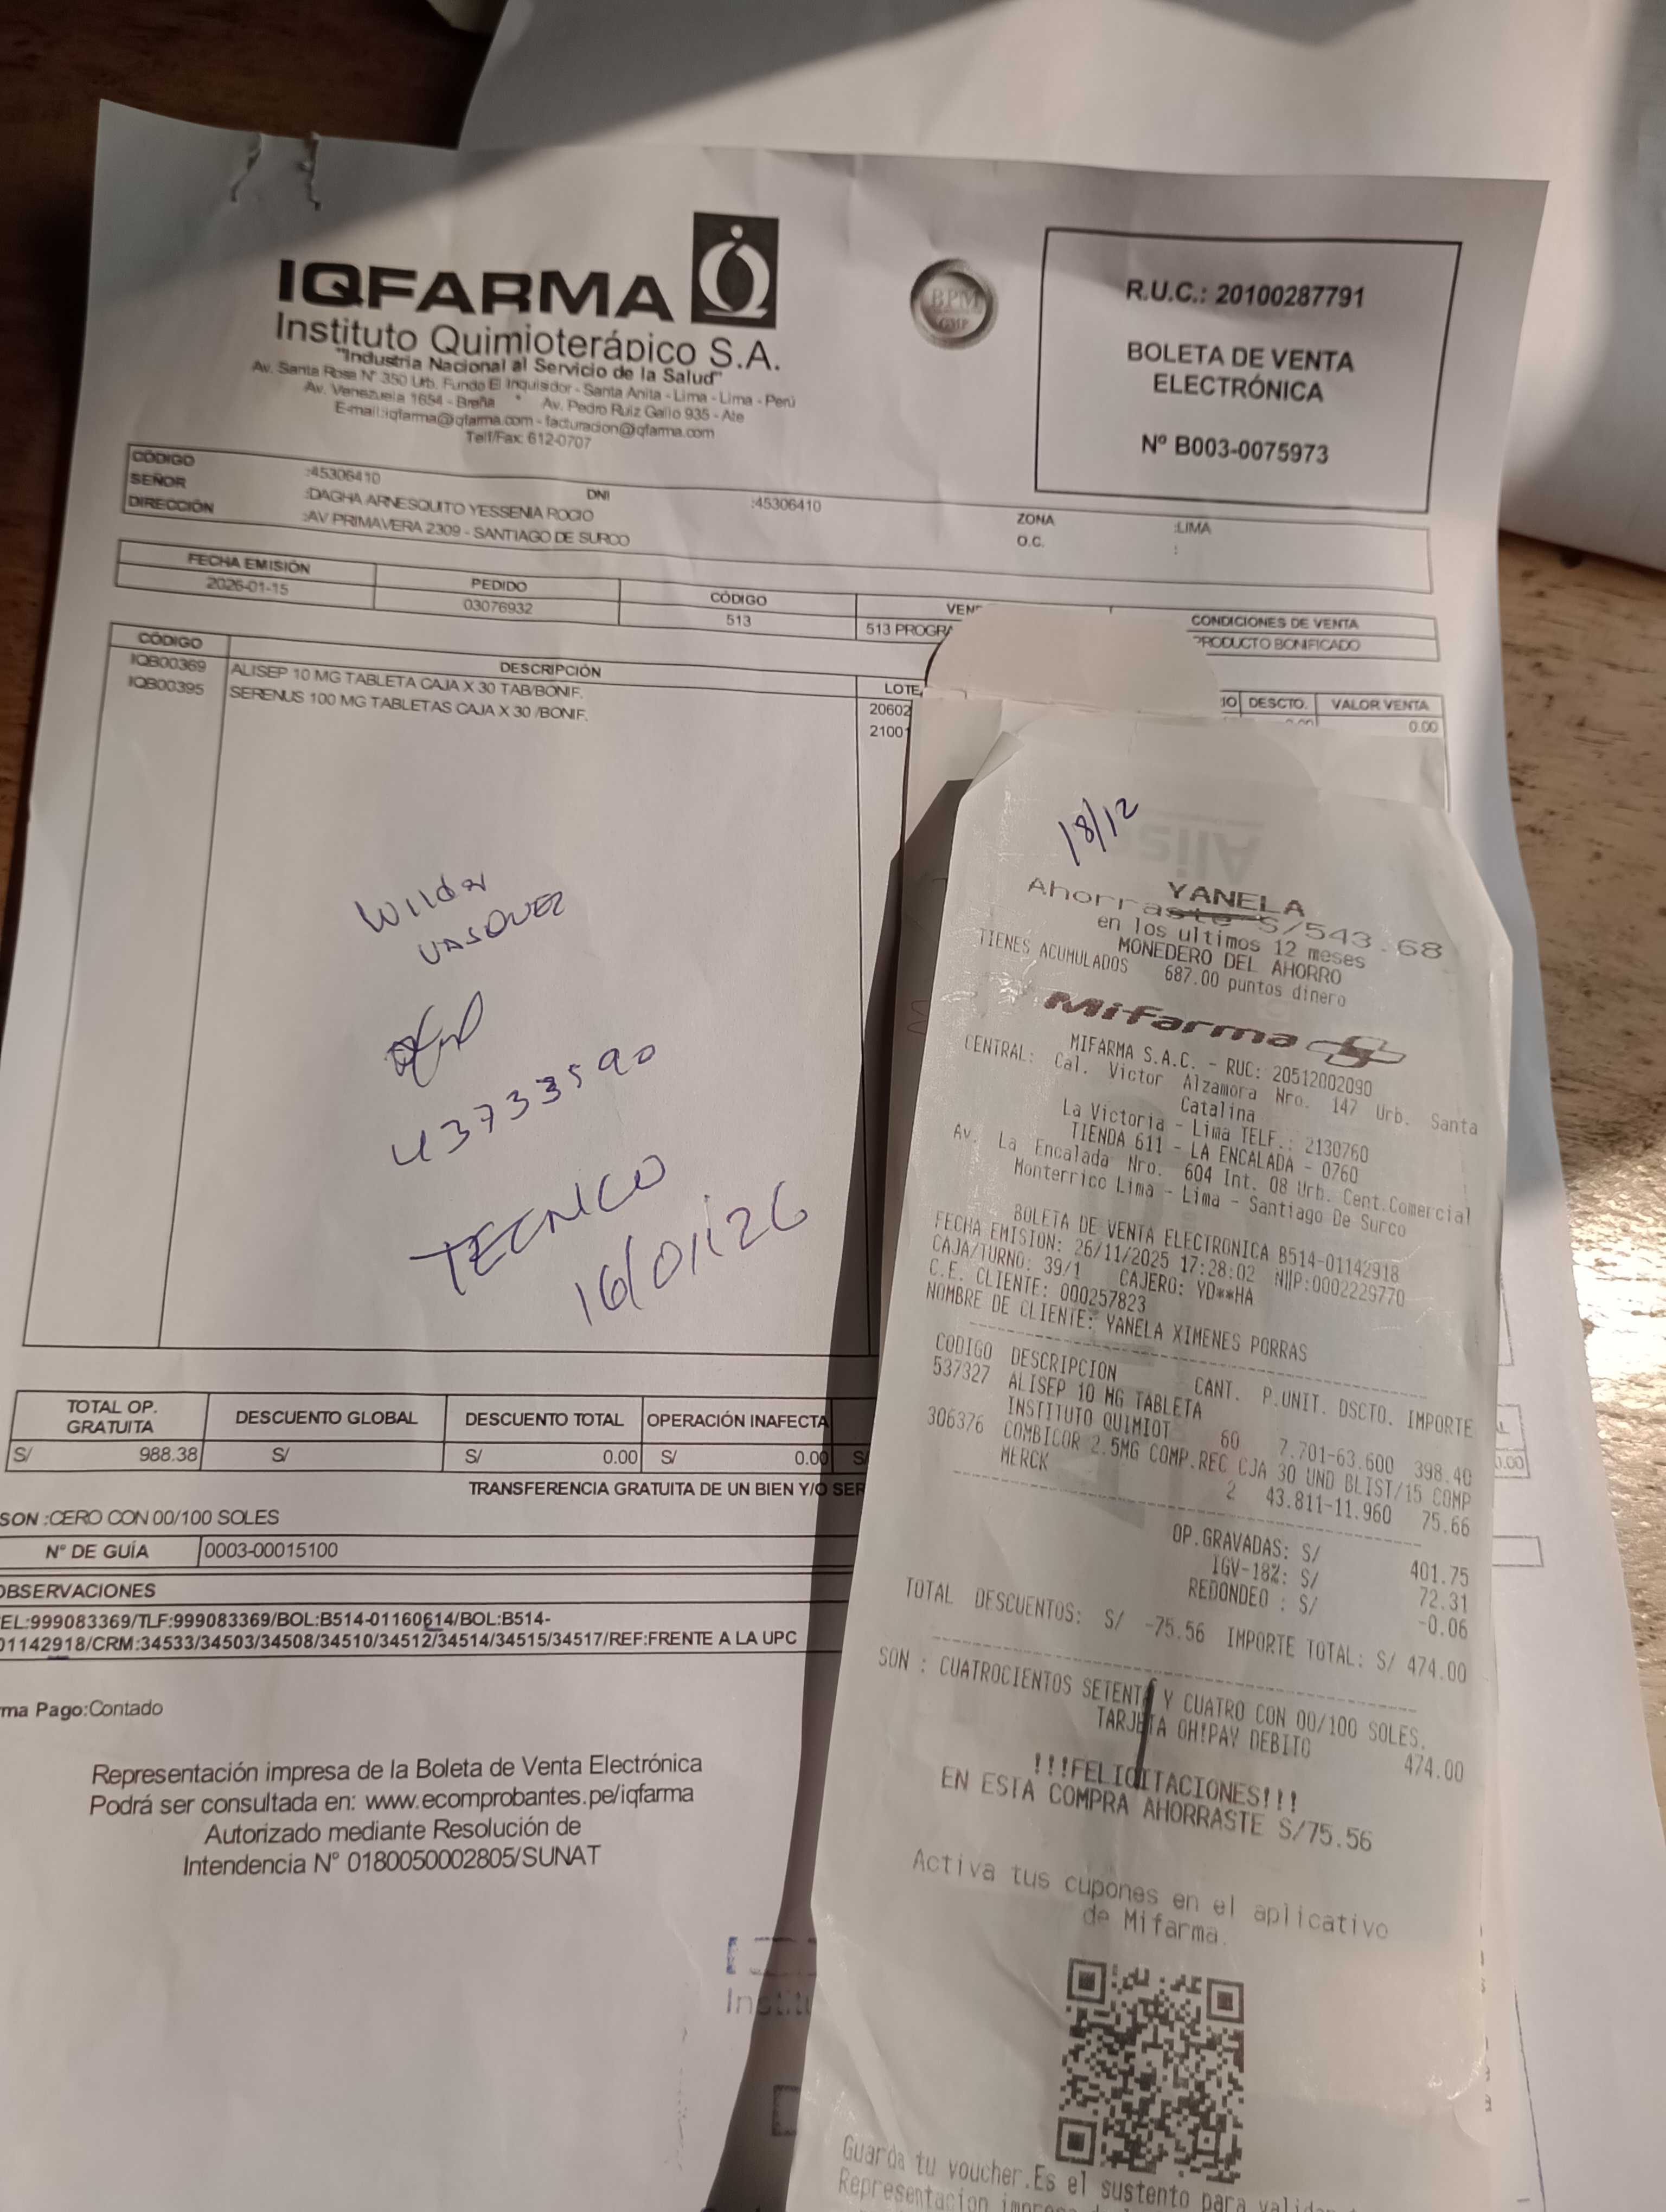 IQFARMA
Instituto Quimioterápico S.A.
"Industria Nacional al Servicio de la Salud"
Av. Santa Rosa N° 350 Urb. Fundo El Inquisidor - Santa Anita - Lima - Lima - Perú
Av. Venezuela 1654 - Breña * Av. Pedro Ruiz Gallo 935 - Ate
E-mail:iqfarma@iqfarma.com - facturacion@iqfarma.com
Telf/Fax: 612-0707
BPM
GMP
R.U.C.: 20100287791
BOLETA DE VENTA
ELECTRÓNICA
Nº B003-0075973
CÓDIGO :45306410 DNI :45306410
SEÑOR :DAGHA ARNESQUITO YESSENIA ROCIO ZONA :LIMA
DIRECCIÓN :AV PRIMAVERA 2309 - SANTIAGO DE SURCO O.C. :
FECHA EMISIÓN PEDIDO CÓDIGO CONDICIONES DE VENTA
2026-01-15 03076932 513 513 PRODUCTO BONIFICADO
CÓDIGO DESCRIPCIÓN LOTE DESCTO. VALOR VENTA
IQB00369 ALISEP 10 MG TABLETA CAJA X 30 TAB/BONIF. 20602 0.00
IQB00395 SERENUS 100 MG TABLETAS CAJA X 30 /BONIF. 21001
Wilder
VASQUEZ
43733590
TECNICO
16/01/26
TOTAL OP. GRATUITA DESCUENTO GLOBAL DESCUENTO TOTAL OPERACIÓN INAFECTA
S/ 988.38 S/ S/ 0.00 S/ 0.00
TRANSFERENCIA GRATUITA DE UN BIEN Y/O SER
SON :CERO CON 00/100 SOLES
N° DE GUÍA 0003-00015100
OBSERVACIONES
EL:999083369/TLF:999083369/BOL:B514-01160614/BOL:B514-
01142918/CRM:34533/34503/34508/34510/34512/34514/34515/34517/REF:FRENTE A LA UPC
ma Pago:Contado
Representación impresa de la Boleta de Venta Electrónica
Podrá ser consultada en: www.ecomprobantes.pe/iqfarma
Autorizado mediante Resolución de
Intendencia N° 0180050002805/SUNAT
18/12
YANELA
Ahorraste S/543.68
en los ultimos 12 meses
MONEDERO DEL AHORRO
TIENES ACUMULADOS 687.00 puntos dinero
Mifarma
MIFARMA S.A.C. - RUC: 20512002090
CENTRAL: Cal. Victor Alzamora Nro. 147 Urb. Santa
Catalina
La Victoria - Lima TELF.: 2130760
TIENDA 611 - LA ENCALADA - 0760
Av. La Encalada Nro. 604 Int. 08 Urb. Cent.Comercial
Monterrico Lima - Lima - Santiago De Surco
BOLETA DE VENTA ELECTRONICA B514-01142918
FECHA EMISION: 26/11/2025 17:28:02 NIIP:0002229770
CAJA/TURNO: 39/1 CAJERO: YD**HA
C.E. CLIENTE: 000257823
NOMBRE DE CLIENTE: YANELA XIMENES PORRAS
CODIGO DESCRIPCION CANT. P.UNIT. DSCTO. IMPORTE
537327 ALISEP 10 MG TABLETA
INSTITUTO QUIMIOT 60 7.701-63.600 398.40
306376 COMBICOR 2.5MG COMP.REC CJA 30 UND BLIST/15 COMP
MERCK 2 43.811-11.960 75.66
OP.GRAVADAS: S/ 401.75
IGV-18%: S/ 72.31
REDONDEO : S/ -0.06
TOTAL DESCUENTOS: S/ -75.56 IMPORTE TOTAL: S/ 474.00
SON : CUATROCIENTOS SETENTA Y CUATRO CON 00/100 SOLES.
TARJETA OH!PAY DEBITO 474.00
!!!FELICITACIONES!!!
EN ESTA COMPRA AHORRASTE S/75.56
Activa tus cupones en el aplicativo
de Mifarma.
Guarda tu voucher.Es el sustento para
Representacion